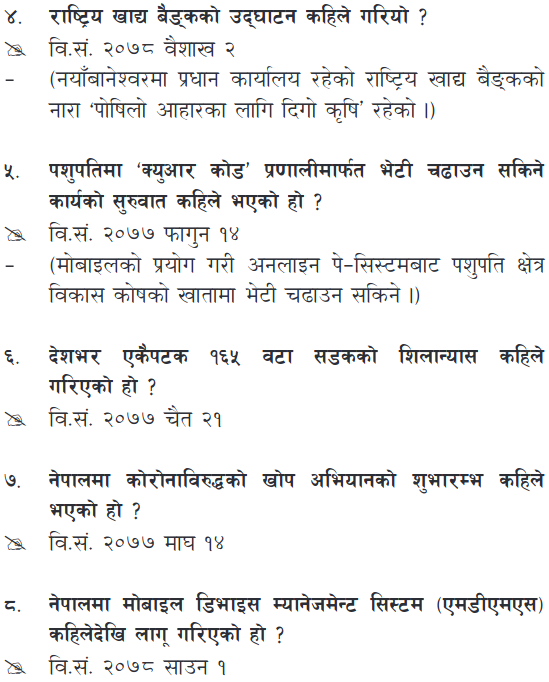 ४. राष्ट्रिय खाद्य बैङ्कको उद्घाटन कहिले गरियो ?
वि.सं. २०७८ वैशाख २
– (नयाँबानेश्वरमा प्रधान कार्यालय रहेको राष्ट्रिय खाद्य बैङ्कको
नारा ‘पोषिलो आहारका लागि दिगो कृषि’ रहेको ।)
५. पशुपतिमा ‘क्युआर कोड’ प्रणालीमार्फत भेटी चढाउन सकिने
कार्यको सुरुवात कहिले भएको हो ?
वि.सं. २०७७ फागुन १४
– (मोबाइलको प्रयोग गरी अनलाइन पे–सिस्टमबाट पशुपति क्षेत्र
विकास कोषको खातामा भेटी चढाउन सकिने ।)
६. देशभर एकैपटक १६५ वटा सडकको शिलान्यास कहिले
गरिएको हो ?
वि.सं. २०७७ चैत २१
७. नेपालमा कोरोनाविरुद्धको खोप अभियानको शुभारम्भ कहिले
भएको हो ?
वि.सं. २०७७ माघ १४
८. नेपालमा मोबाइल डिभाइस म्यानेजमेन्ट सिस्टम (एमडीएमएस)
कहिलेदेखि लागू गरिएको हो ?
वि.सं. २०७८ साउन १